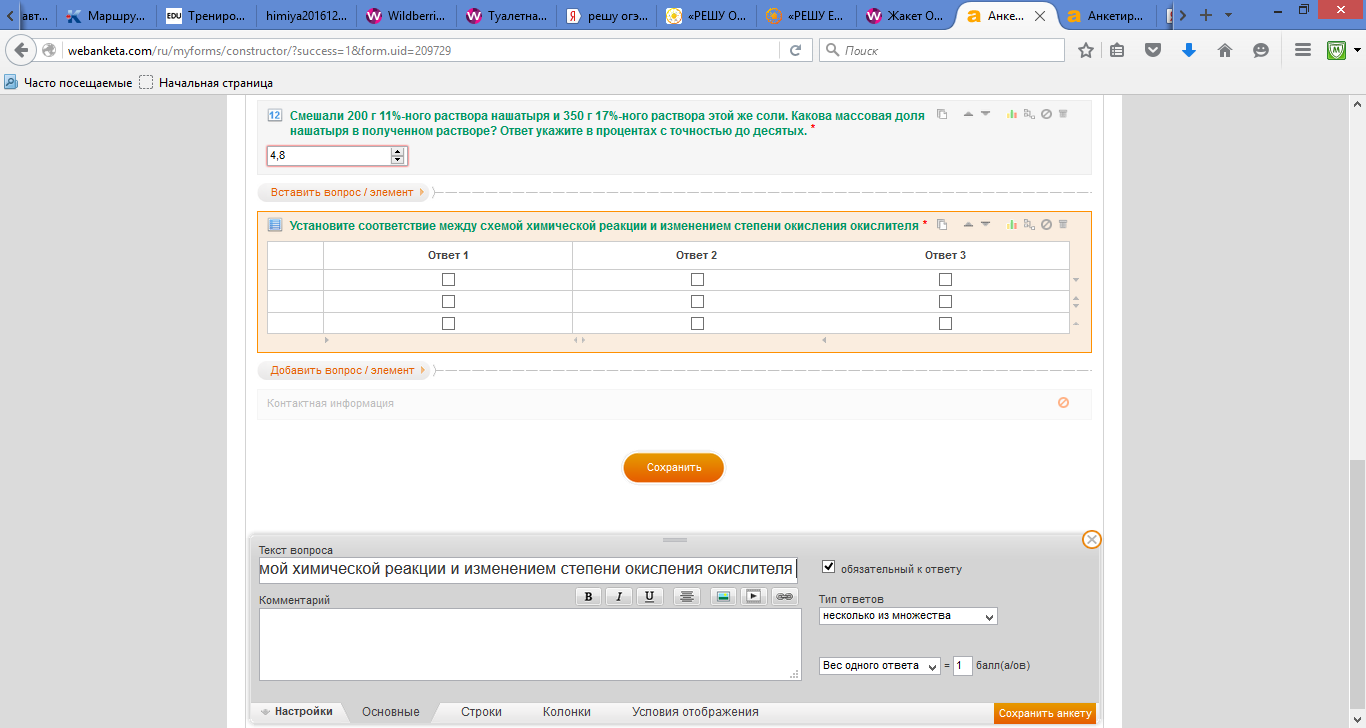 авт...
Маршру...
EDU Трениро...
himiya201612...
Wildberri...
Туалетна...
Я решу огэ...
«РЕШУ О...
«РЕШУ Е...
Жакет О...
Анке...
Анкетир...
webanketa.com/ru/myforms/constructor/?success=1&form.uid=209729
Поиск
Часто посещаемые
Начальная страница
12 Смешали 200 г 11%-ного раствора нашатыря и 350 г 17%-ного раствора этой же соли. Какова массовая доля
нашатыря в полученном растворе? Ответ укажите в процентах с точностью до десятых. *
4,8
Вставить вопрос / элемент
Установите соответствие между схемой химической реакции и изменением степени окисления окислителя *
Ответ 1 Ответ 2 Ответ 3
Добавить вопрос / элемент
Контактная информация
Сохранить
Текст вопроса
мой химической реакции и изменением степени окисления окислителя
обязательный к ответу
Комментарий
B I U
Тип ответов
несколько из множества
Вес одного ответа = 1 балл(а/ов)
Настройки Основные Строки Колонки Условия отображения
Сохранить анкету